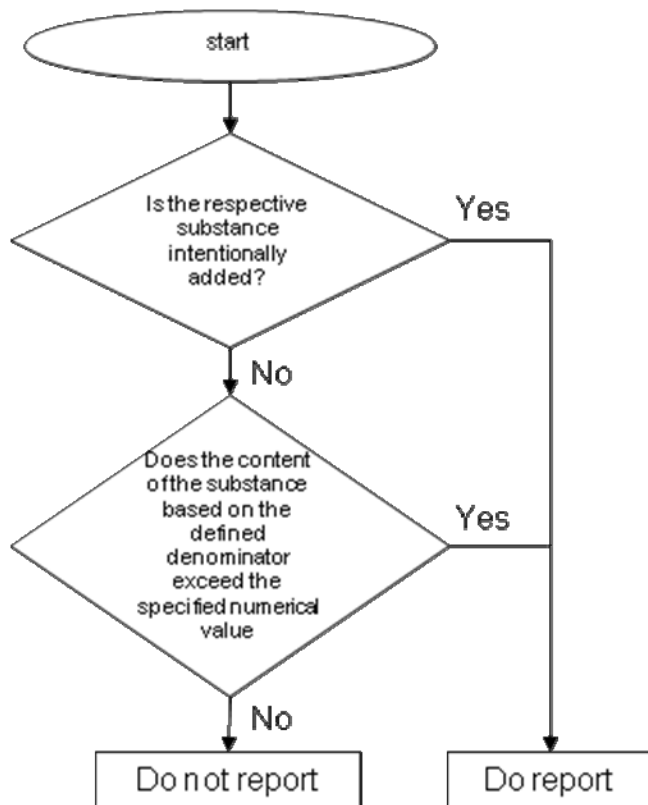 start
Is the respective
substance
intentionally
added?
Yes
No
Does the content
of the substance
based on the
defined
denominator
exceed the
specified numerical
value
Yes
No
Do not report
Do report